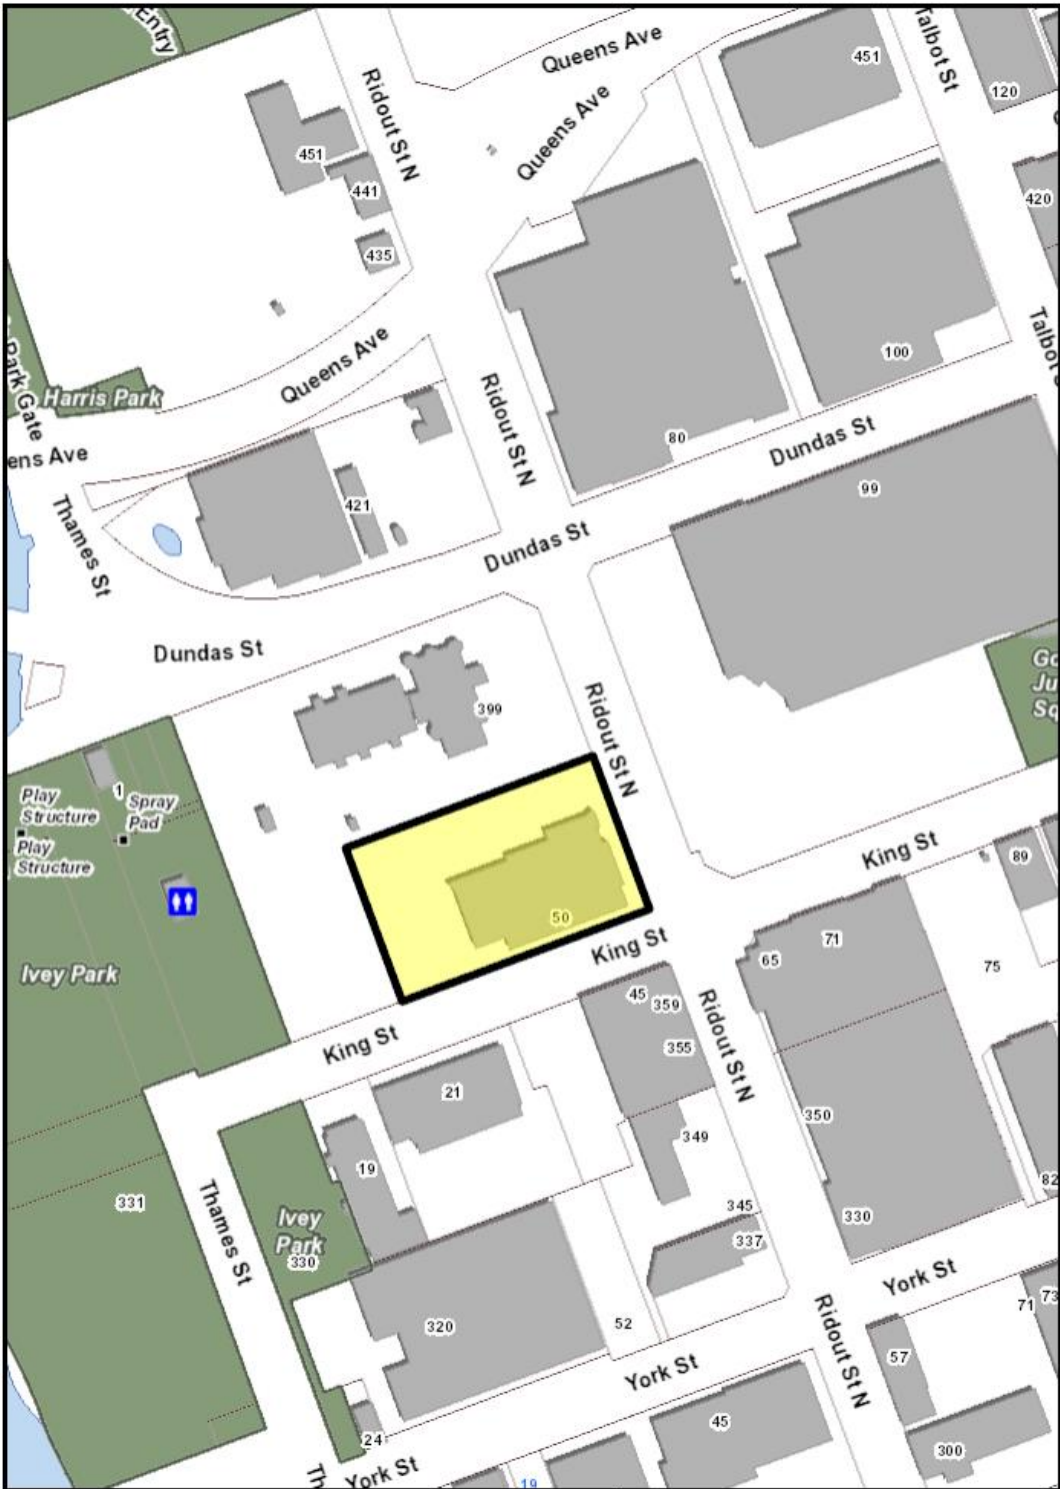 Entry
Queens Ave
Talbot St
451
120
Ridout St N
Queens Ave
451
441
420
435
Queens Ave
100
Talbot S
Park Gate
Harris Park
Ridout St N
80
Dundas St
ens Ave
99
421
Thames St
Dundas St
Dundas St
Go
Ju
Sq
399
Ridout St N
Play
Structure
1
Spray
Pad
Play
Structure
King St
89
50
King St
71
65
75
Ivey Park
45
359
Ridout St N
King St
355
21
350
349
19
82
331
Thames St
345
Ivey
Park
330
337
330
York St
320
52
71
73
Ridout St N
57
York St
45
24
300
Th
York St
19